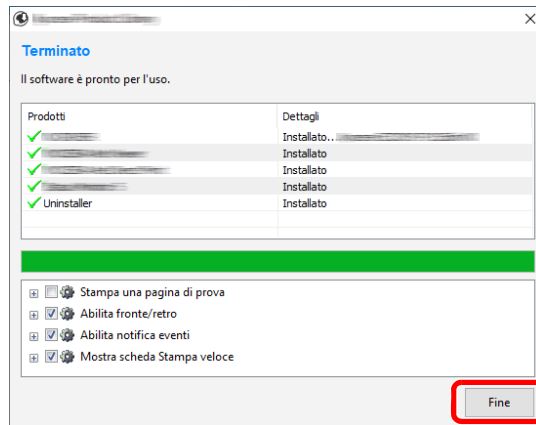 Terminato
Il software è pronto per l'uso.
Prodotti Dettagli
Installato..
Installato
Installato
Installato
Uninstaller Installato
Stampa una pagina di prova
Abilita fronte/retro
Abilita notifica eventi
Mostra scheda Stampa veloce
Fine